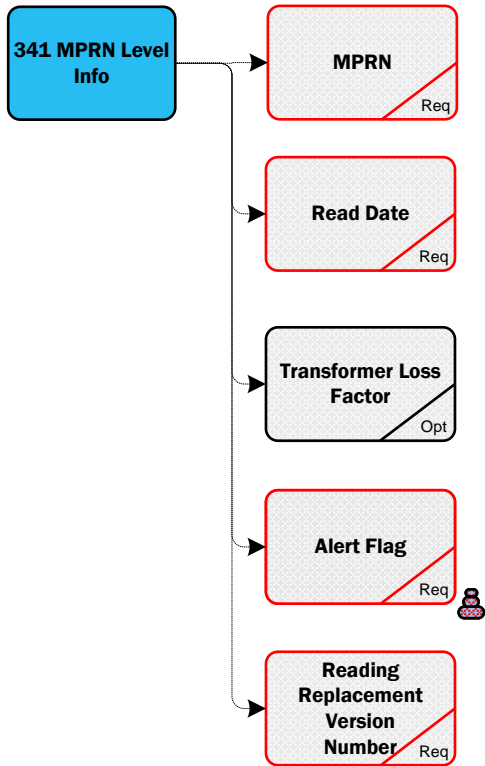 341 MPRN Level
Info
MPRN
Req
Read Date
Req
Transformer Loss
Factor
Opt
Alert Flag
Req
Reading
Replacement
Version
Number
Req